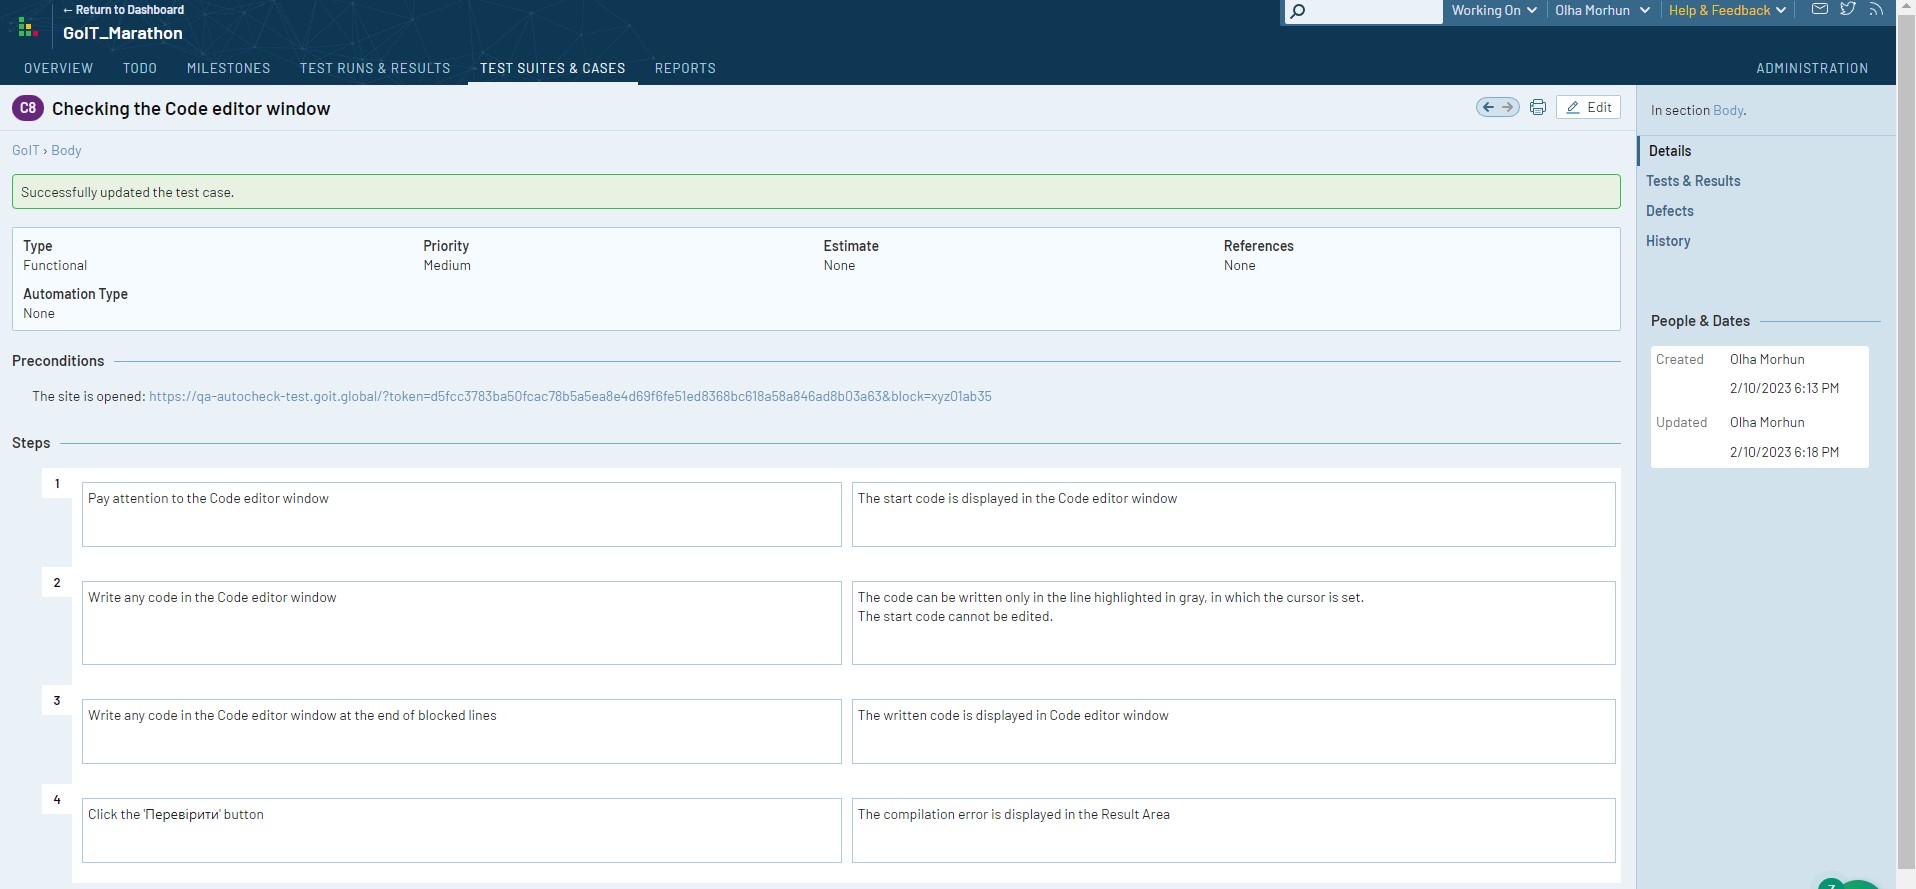 ← Return to Dashboard
GoIT_Marathon
Working On
Olha Morhun
Help & Feedback
OVERVIEW
TODO
MILESTONES
TEST RUNS & RESULTS
TEST SUITES & CASES
REPORTS
ADMINISTRATION
C8 Checking the Code editor window
Edit
GoIT › Body
Successfully updated the test case.
Type
Functional
Priority
Medium
Estimate
None
References
None
Automation Type
None
Preconditions
The site is opened: https://qa-autocheck-test.goit.global/?token=d5fcc3783ba50fcac78b5a5ea8e4d69f6fe51ed8368bc618a58a846ad8b03a63&block=xyz01ab35
Steps
1
Pay attention to the Code editor window
The start code is displayed in the Code editor window
2
Write any code in the Code editor window
The code can be written only in the line highlighted in gray, in which the cursor is set.
The start code cannot be edited.
3
Write any code in the Code editor window at the end of blocked lines
The written code is displayed in Code editor window
4
Click the 'Перевірити' button
The compilation error is displayed in the Result Area
In section Body.
Details
Tests & Results
Defects
History
People & Dates
Created
Olha Morhun
2/10/2023 6:13 PM
Updated
Olha Morhun
2/10/2023 6:18 PM